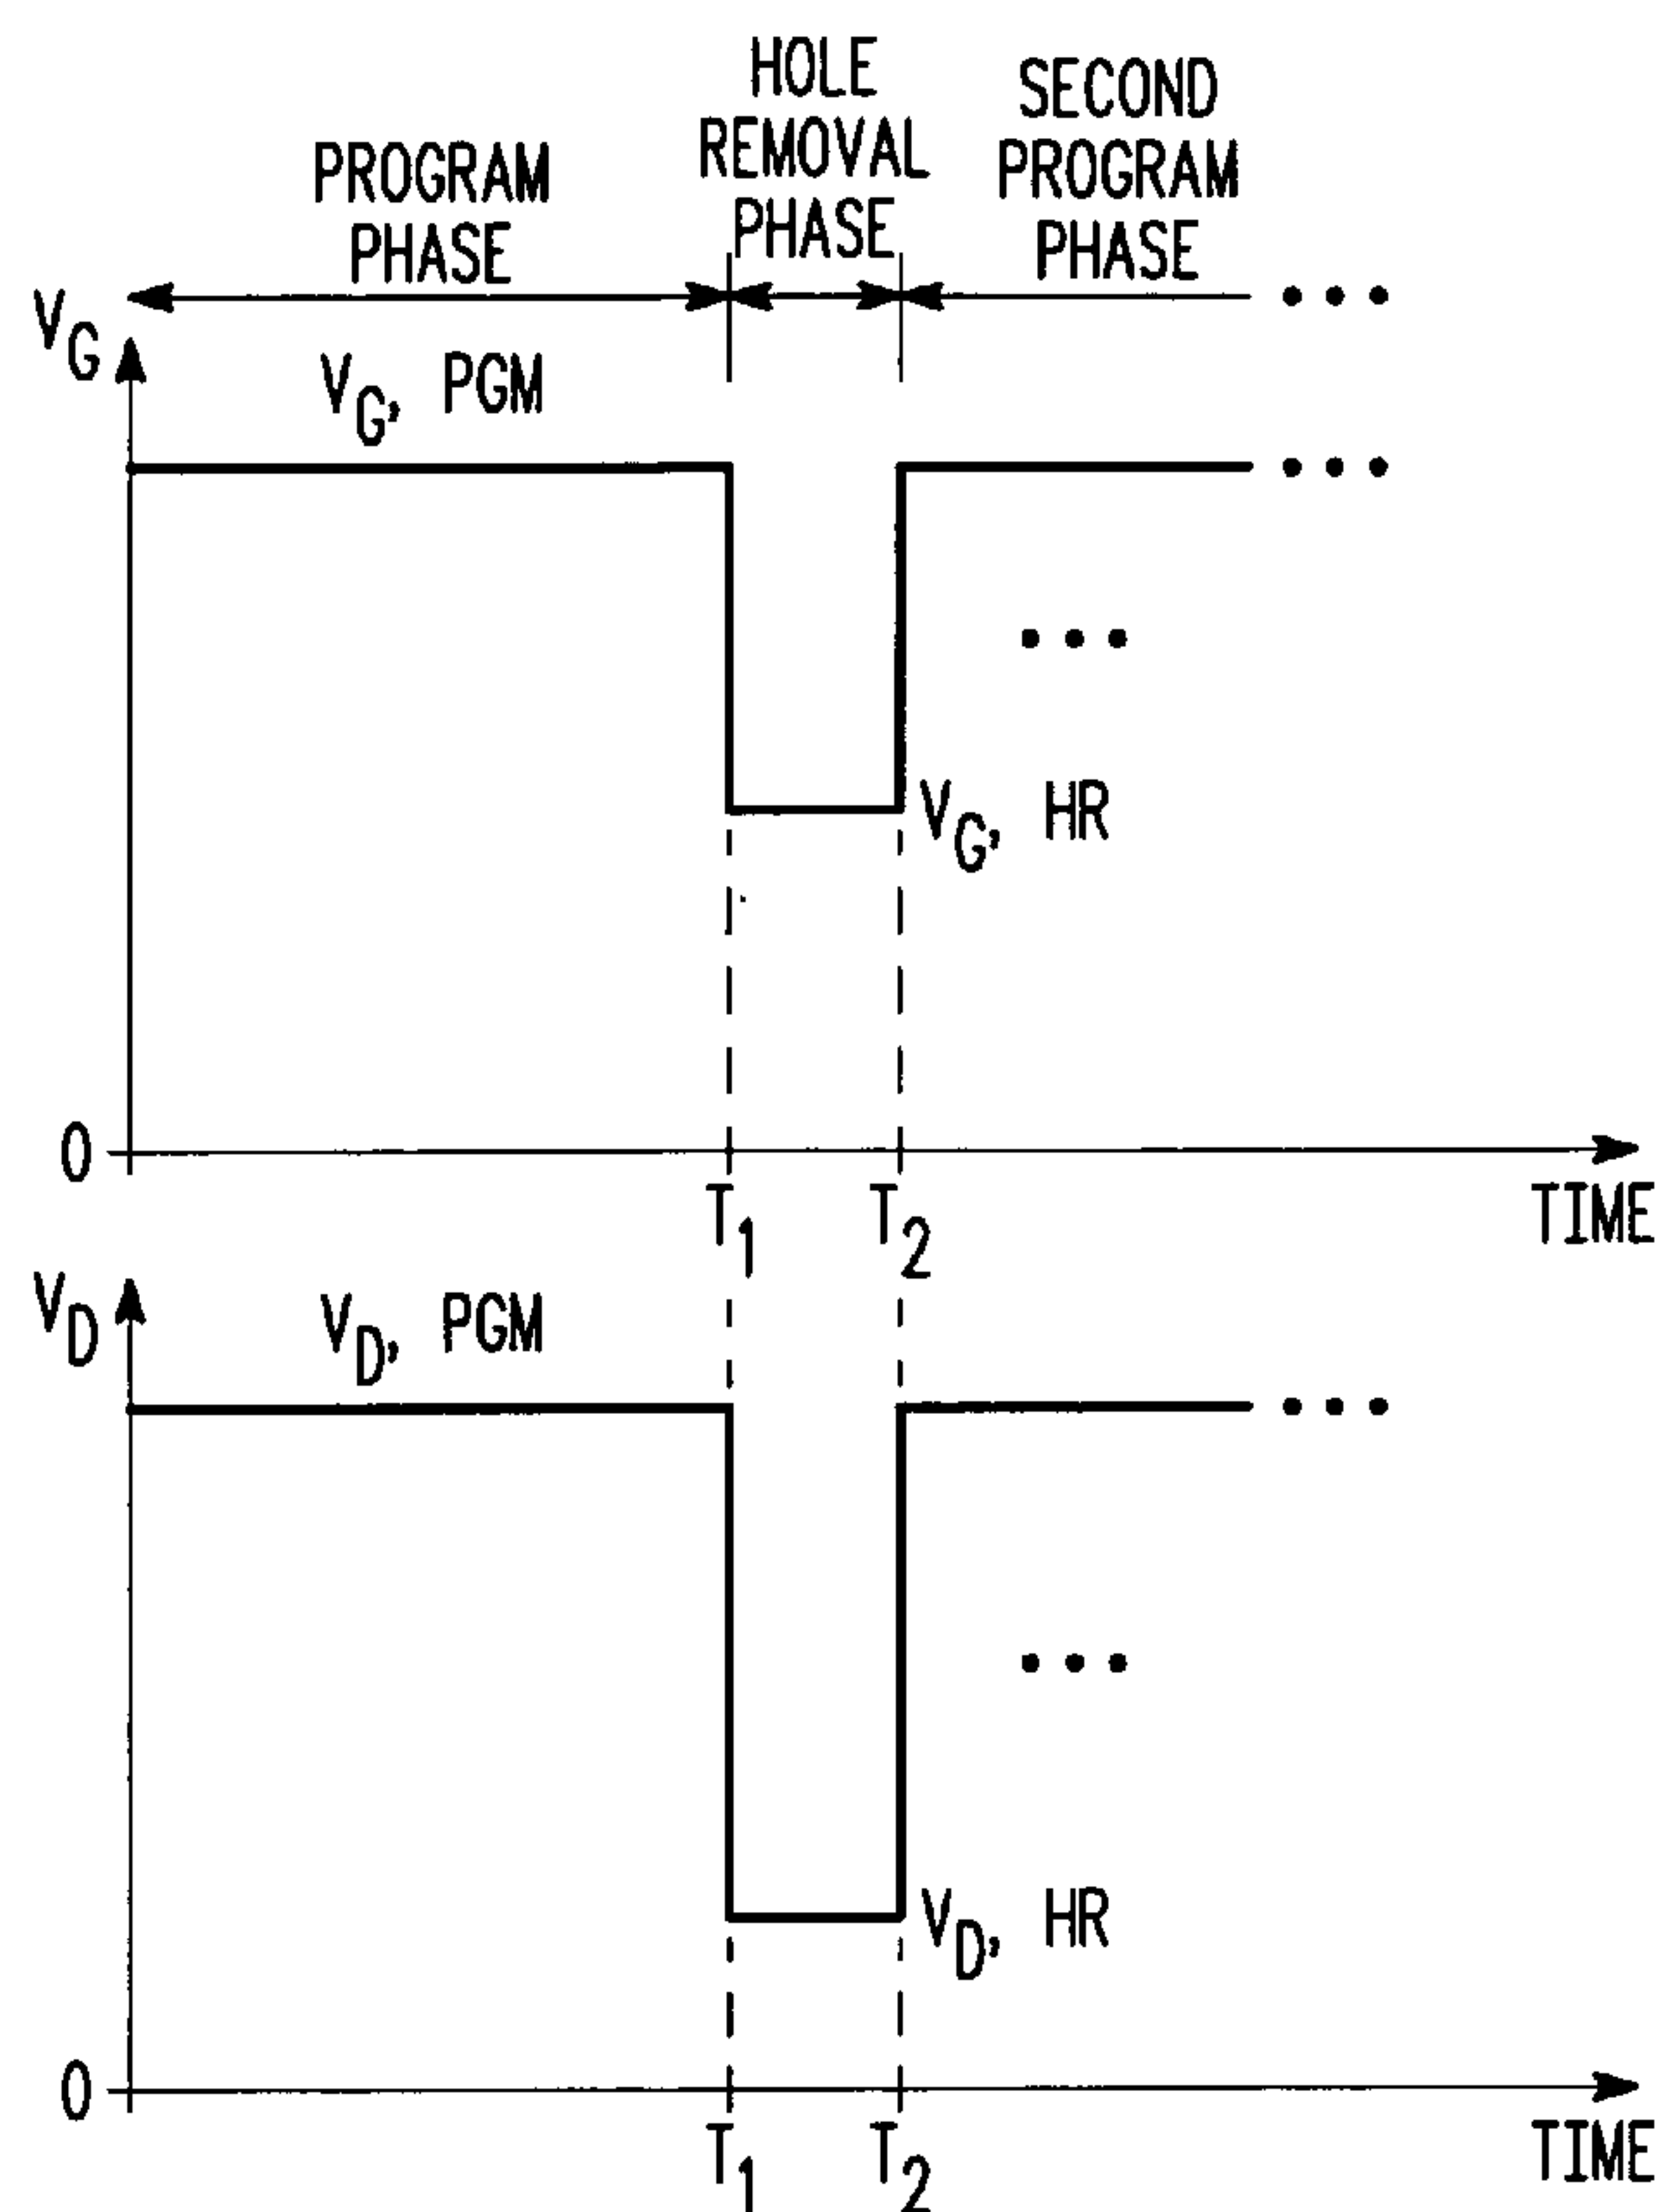 PROGRAM
PHASE
HOLE
REMOVAL
PHASE
SECOND
PROGRAM
PHASE
VG
VG, PGM
VG, HR
0
T1
T2
TIME
VD
VD, PGM
VD, HR
0
T1
T2
TIME